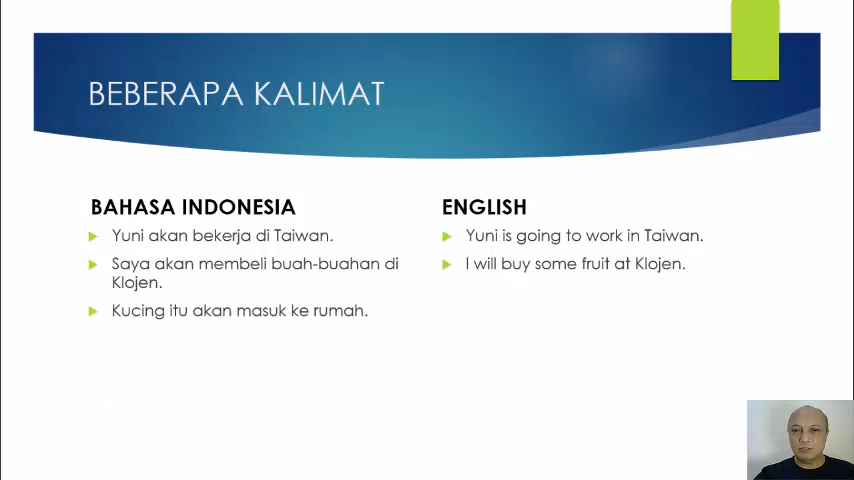 BEBERAPA KALIMAT
BAHASA INDONESIA
Yuni akan bekerja di Taiwan.
Saya akan membeli buah-buahan di
Klojen.
Kucing itu akan masuk ke rumah.
ENGLISH
Yuni is going to work in Taiwan.
I will buy some fruit at Klojen.